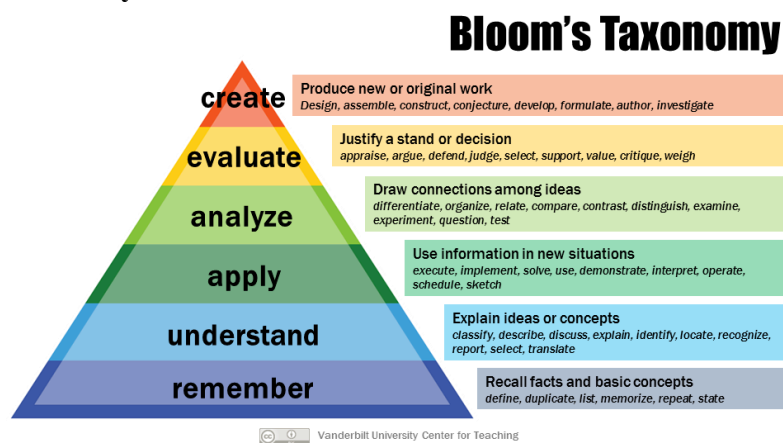 Bloom's Taxonomy
create
Produce new or original work
Design, assemble, construct, conjecture, develop, formulate, author, investigate
evaluate
Justify a stand or decision
appraise, argue, defend, judge, select, support, value, critique, weigh
analyze
Draw connections among ideas
differentiate, organize, relate, compare, contrast, distinguish, examine,
experiment, question, test
apply
Use information in new situations
execute, implement, solve, use, demonstrate, interpret, operate,
schedule, sketch
understand
Explain ideas or concepts
classify, describe, discuss, explain, identify, locate, recognize,
report, select, translate
remember
Recall facts and basic concepts
define, duplicate, list, memorize, repeat, state
cc
Vanderbilt University Center for Teaching